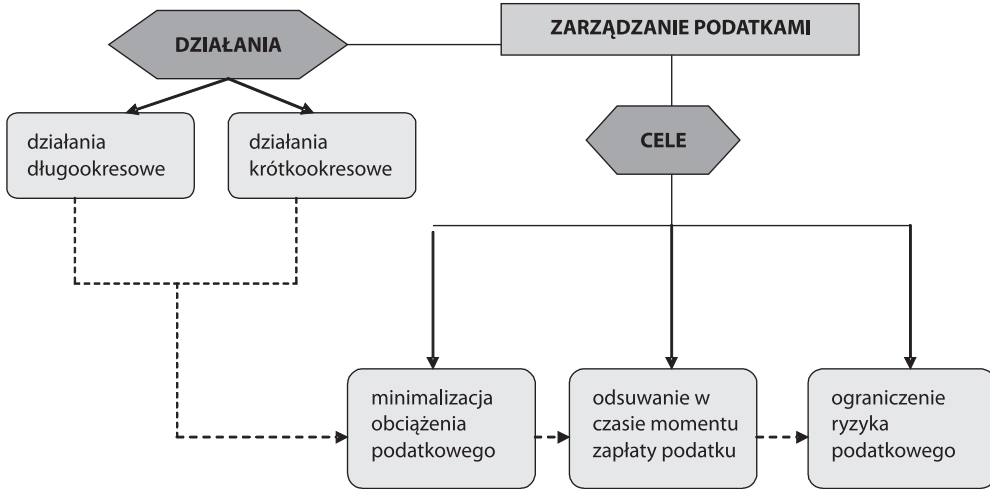 DZIAŁANIA
ZARZĄDZANIE PODATKAMI
działania
długookresowe
działania
krótkookresowe
CELE
minimalizacja
obciążenia
podatkowego
odsuwanie w
czasie momentu
zapłaty podatku
ograniczenie
ryzyka
podatkowego